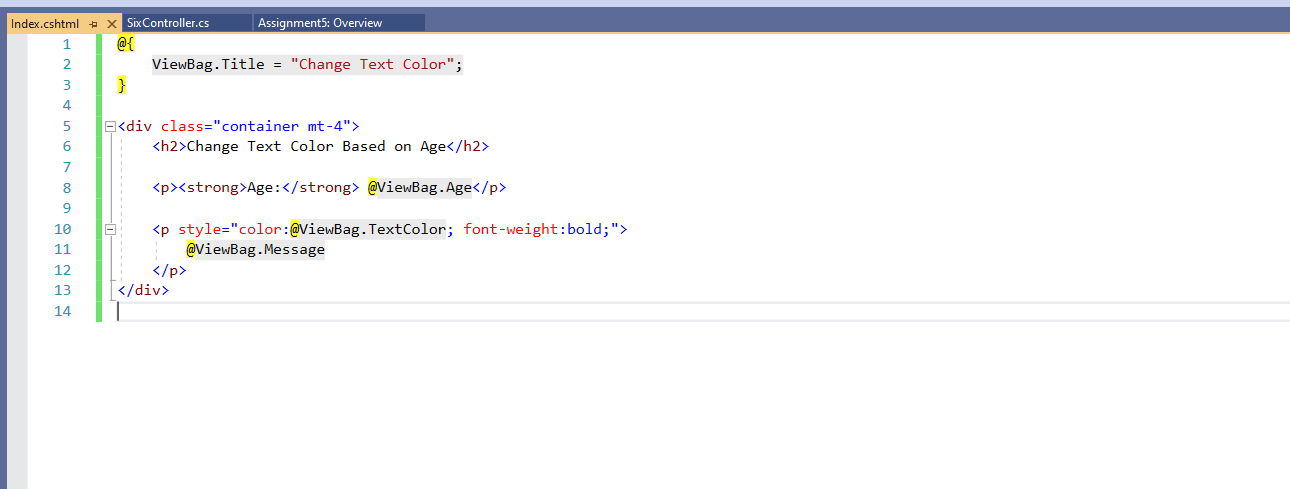 Index.cshtml SixController.cs Assignment5: Overview
1 @{
2 ViewBag.Title = "Change Text Color";
3 }
4
5 <div class="container mt-4">
6 <h2>Change Text Color Based on Age</h2>
7
8 <p><strong>Age:</strong> @ViewBag.Age</p>
9
10 <p style="color:@ViewBag.TextColor; font-weight:bold;">
11 @ViewBag.Message
12 </p>
13 </div>
14